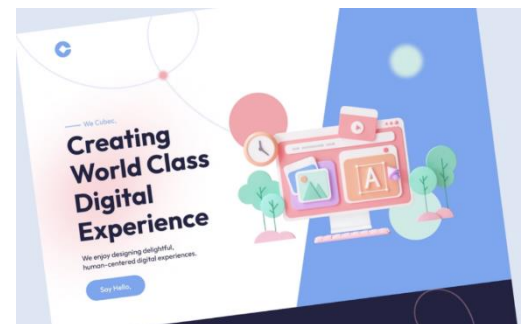 We Cubec.
Creating
World Class
Digital
Experience
We enjoy designing delightful,
human-centered digital experiences.
Say Hello.
A